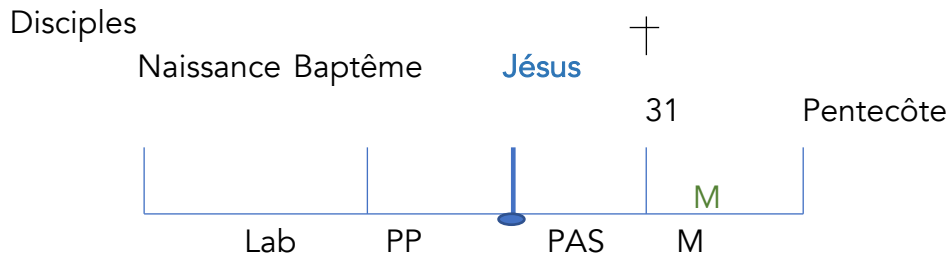 Disciples
Naissance Baptême Jésus
31 Pentecôte
M
Lab PP PAS M